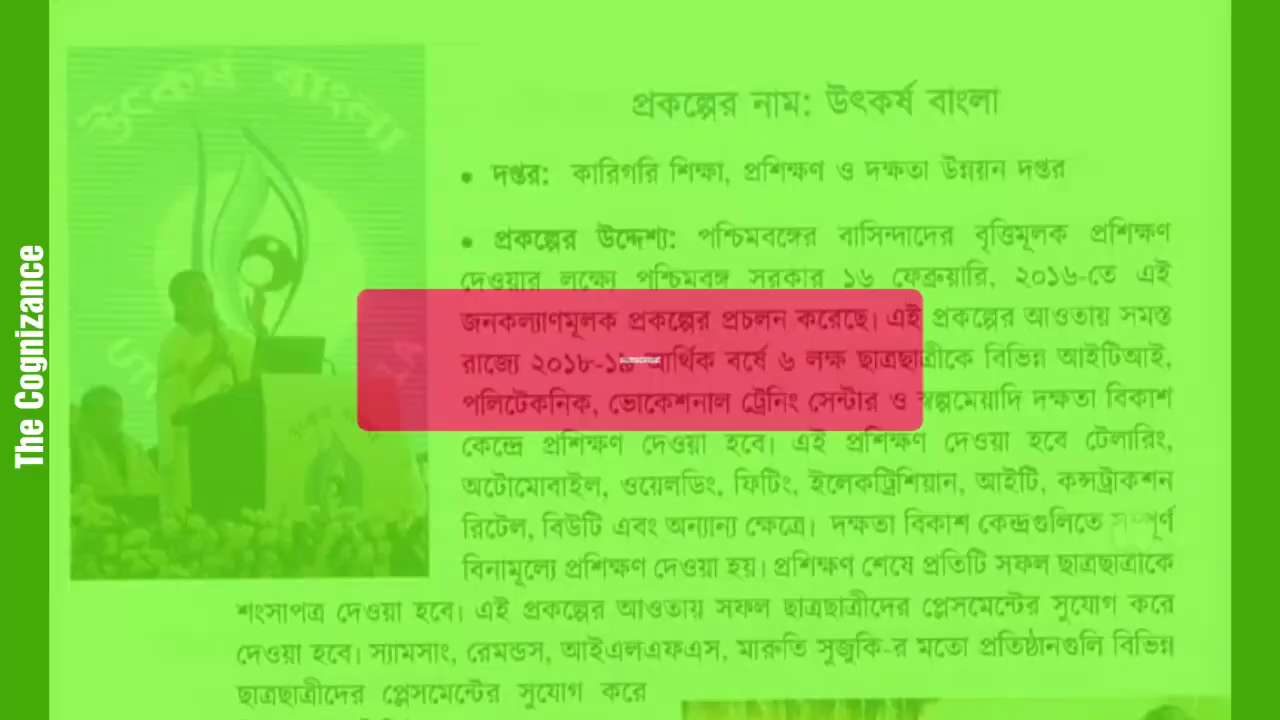 The Cognizance
উৎকর্ষ বাংলা
প্রকল্পের নাম: উৎকর্ষ বাংলা
• দপ্তর: কারিগরি শিক্ষা, প্রশিক্ষণ ও দক্ষতা উন্নয়ন দপ্তর
• প্রকল্পের উদ্দেশ্য: পশ্চিমবঙ্গের বাসিন্দাদের বৃত্তিমূলক প্রশিক্ষণ
দেওয়ার লক্ষ্যে পশ্চিমবঙ্গ সরকার ১৬ ফেব্রুয়ারি, ২০১৬-তে এই
জনকল্যাণমূলক প্রকল্পের প্রচলন করেছে। এই প্রকল্পের আওতায় সমস্ত
রাজ্যে ২০১৮-১৯ আর্থিক বর্ষে ৬ লক্ষ ছাত্রছাত্রীকে বিভিন্ন আইটিআই,
পলিটেকনিক, ভোকেশনাল ট্রেনিং সেন্টার ও স্বল্পমেয়াদি দক্ষতা বিকাশ
কেন্দ্রে প্রশিক্ষণ দেওয়া হবে। এই প্রশিক্ষণ দেওয়া হবে টেলারিং,
অটোমোবাইল, ওয়েলডিং, ফিটিং, ইলেকট্রিশিয়ান, আইটি, কন্সট্রাকশন
রিটেল, বিউটি এবং অন্যান্য ক্ষেত্রে। দক্ষতা বিকাশ কেন্দ্রগুলিতে সম্পূর্ণ
বিনামূল্যে প্রশিক্ষণ দেওয়া হয়। প্রশিক্ষণ শেষে প্রতিটি সফল ছাত্রছাত্রীকে
শংসাপত্র দেওয়া হবে। এই প্রকল্পের আওতায় সফল ছাত্রছাত্রীদের প্লেসমেন্টের সুযোগ করে
দেওয়া হবে। স্যামসাং, রেমন্ডস, আইএলএফএস, মারুতি সুজুকি-র মতো প্রতিষ্ঠানগুলি বিভিন্ন
ছাত্রছাত্রীদের প্লেসমেন্টের সুযোগ করে